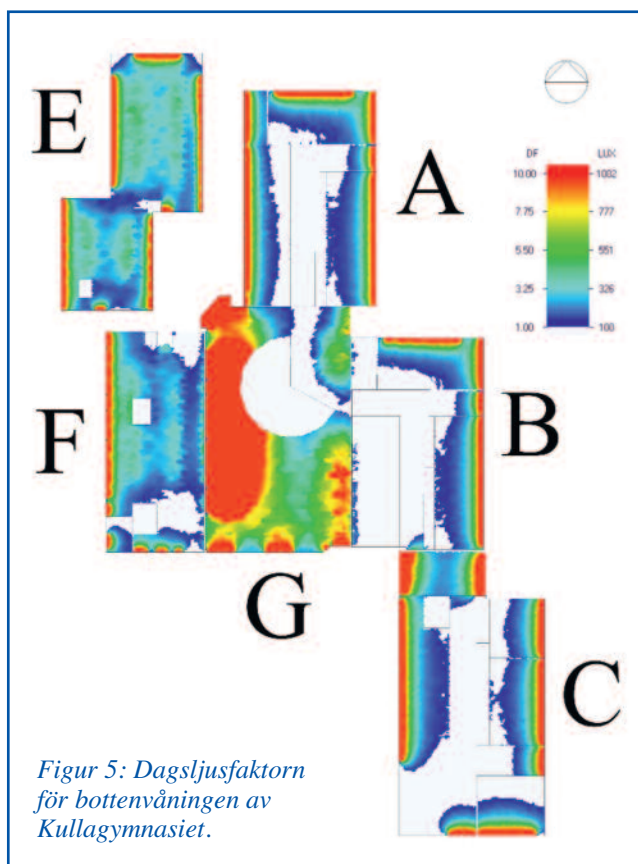 E
A
DF LUX
10.00 1002
7.75 777
5.50 551
3.25 326
1.00 100
B
F
G
C
Figur 5: Dagsljusfaktorn
för bottenvåningen av
Kullagymnasiet.